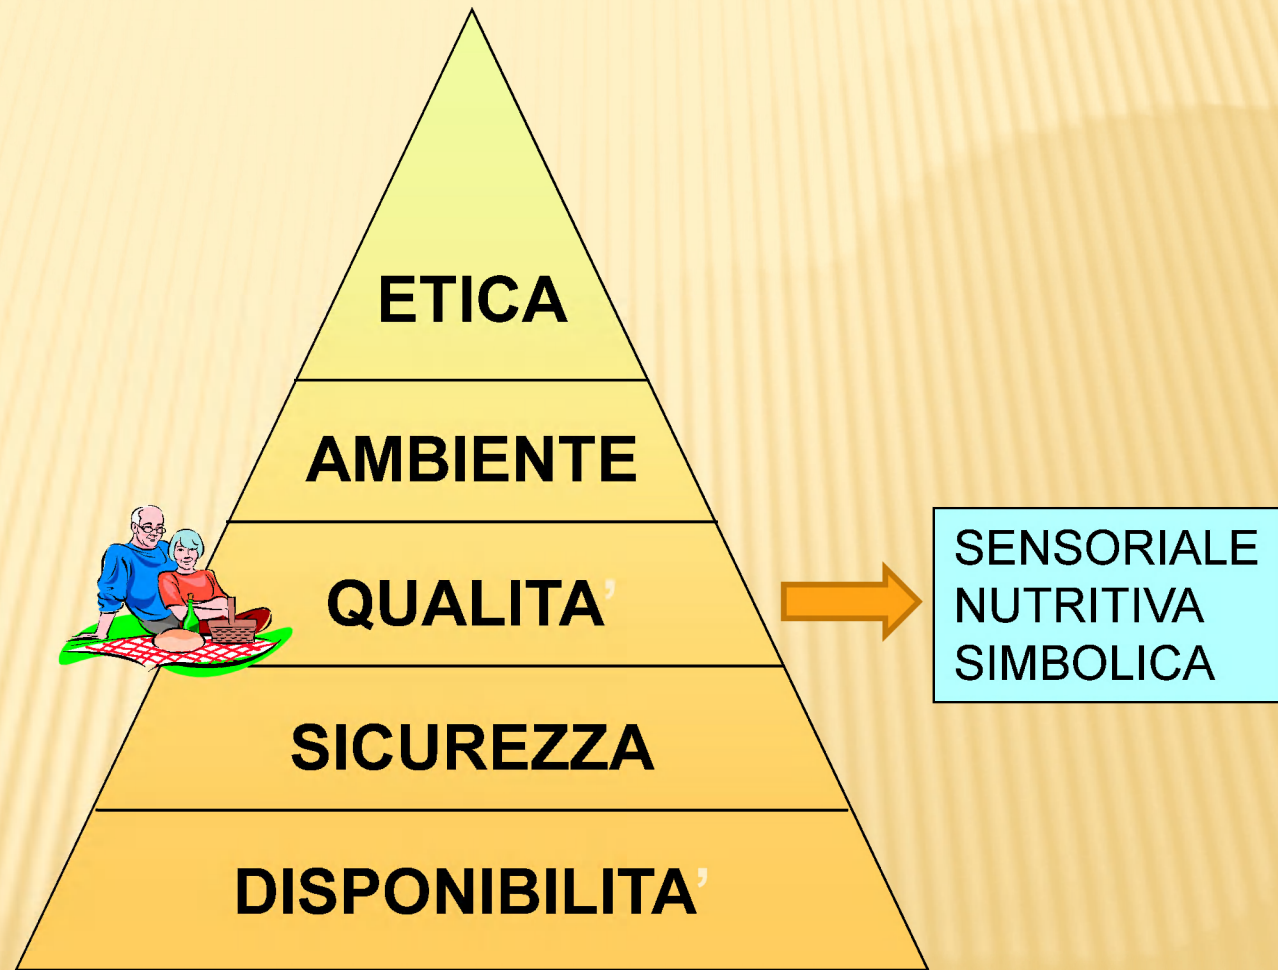 ETICA
AMBIENTE
QUALITA’
SENSORIALE
NUTRITIVA
SIMBOLICA
SICUREZZA
DISPONIBILITA’